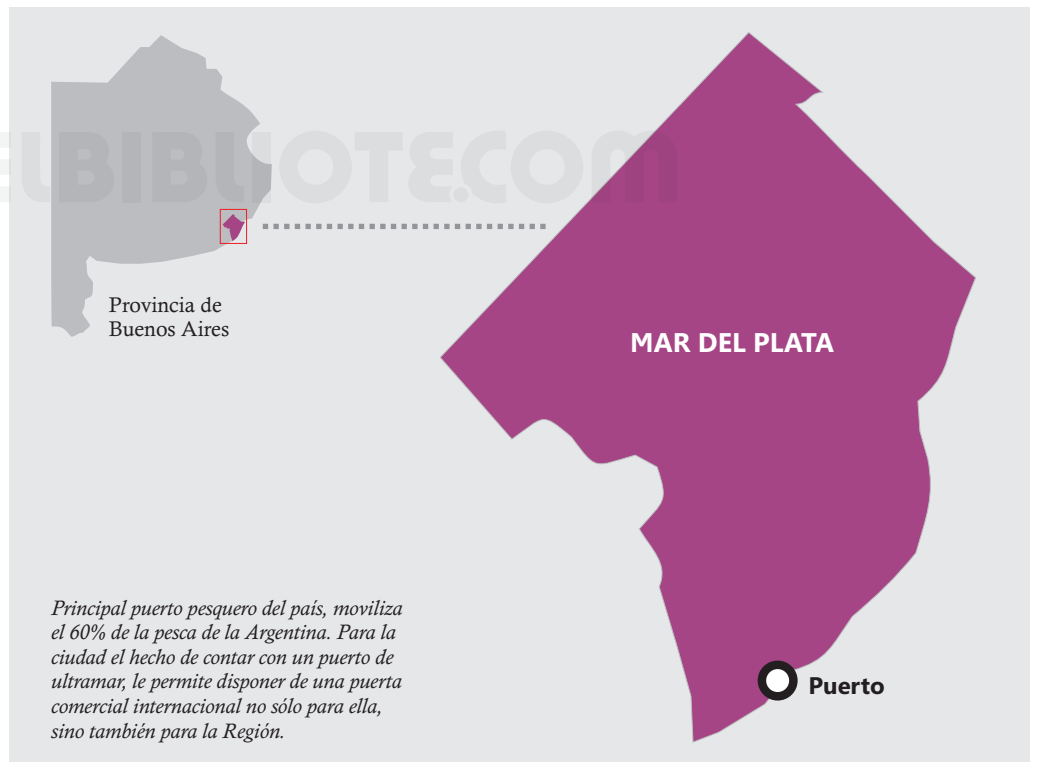 ELBIBLIOTE.COM
Provincia de
Buenos Aires
MAR DEL PLATA
Principal puerto pesquero del país, moviliza
el 60% de la pesca de la Argentina. Para la
ciudad el hecho de contar con un puerto de
ultramar, le permite disponer de una puerta
comercial internacional no sólo para ella,
sino también para la Región.
Puerto